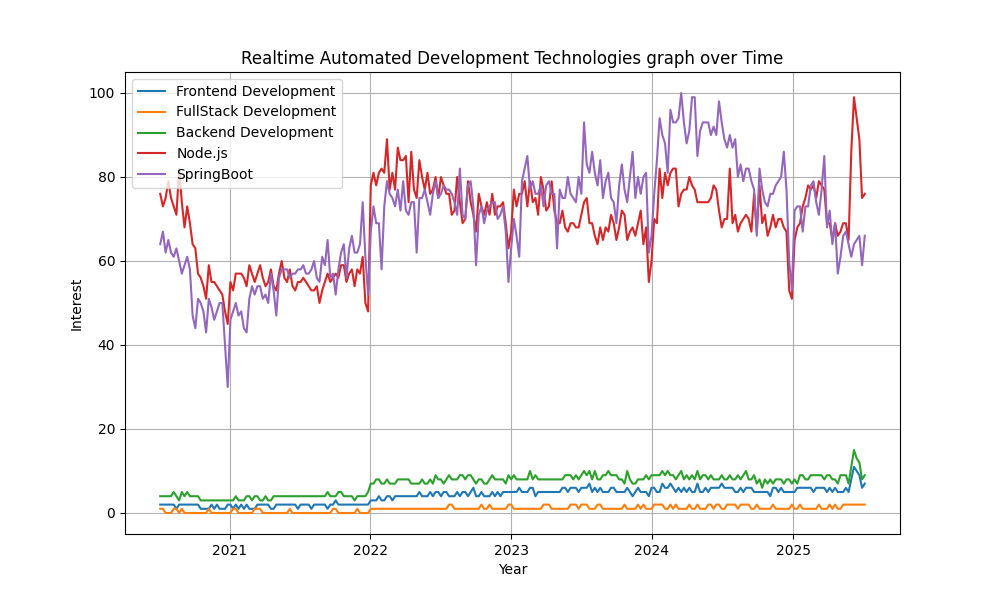 Realtime Automated Development Technologies graph over Time
Frontend Development
FullStack Development
Backend Development
Node.js
SpringBoot
100
80
60
40
20
0
Interest
2021 2022 2023 2024 2025
Year